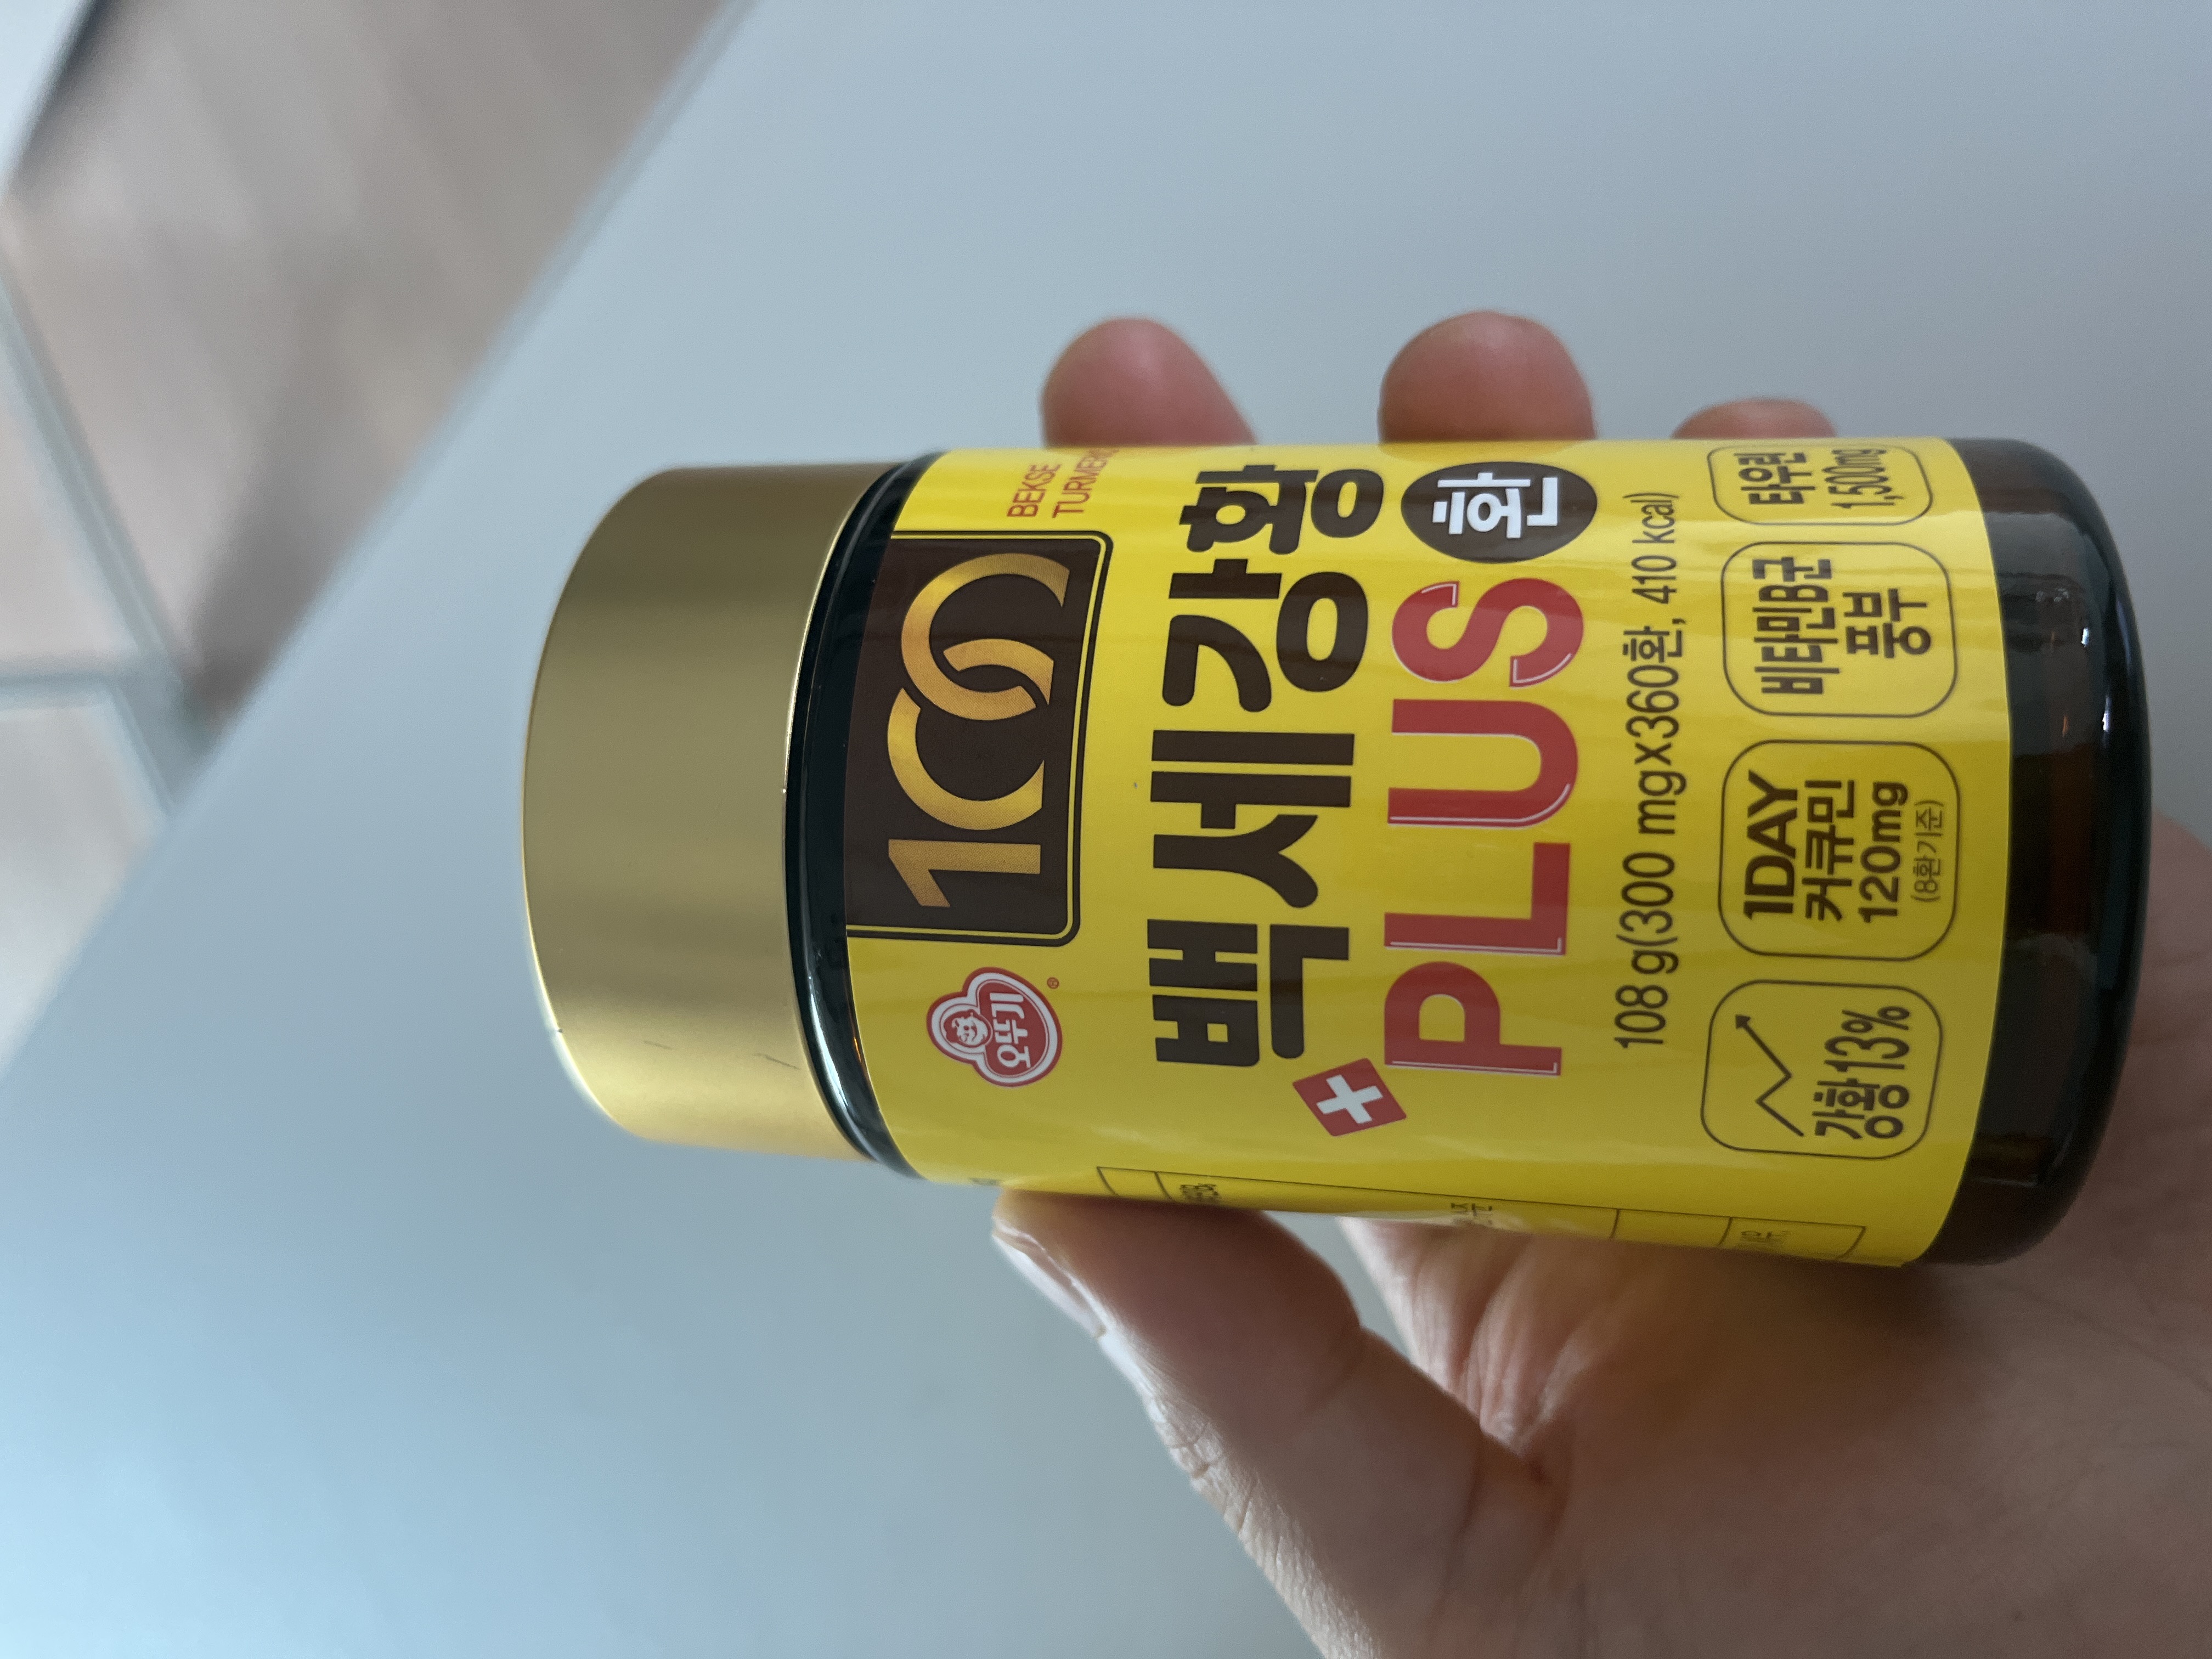 오뚜기
100
BEKSE
TURMERIC
백세강황
PLUS 환
108 g(300 mgx360환, 410 kcal)
강황13%
1DAY
커큐민
120mg
(8환기준)
비타민B군
풍부
타우린
1,500mg